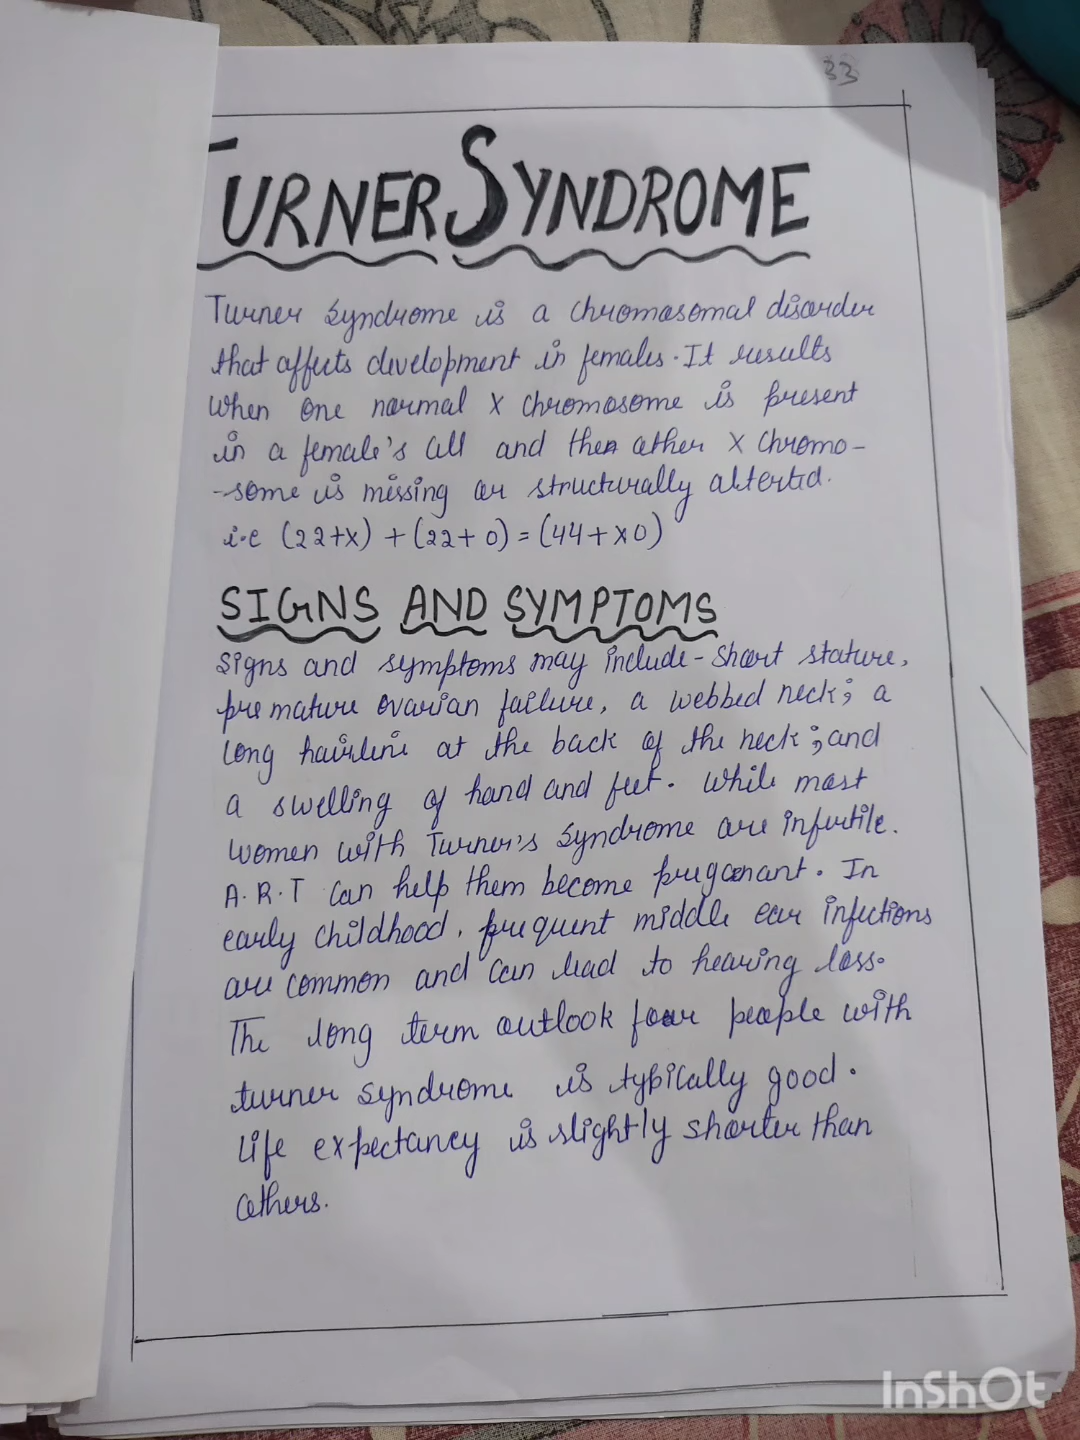 33
TURNER SYNDROME
Turner syndrome is a chromosomal disorder
that affects development in females. It results
when one normal X chromosome is present
in a female's cell and the other X chromo-
-some is missing or structurally altered.
i.e (22+x) + (22+0) = (44+x0)
SIGNS AND SYMPTOMS
Signs and symptoms may include - short stature,
premature ovarian failure, a webbed neck; a
long hairline at the back of the neck; and
a swelling of hand and feet. While most
women with Turner's syndrome are infertile.
A.R.T can help them become preganant. In
early childhood, frequent middle ear infections
are common and can lead to hearing loss.
The long term outlook for people with
turner syndrome is typically good.
life expectancy is slightly shorter than
others.
InShOt